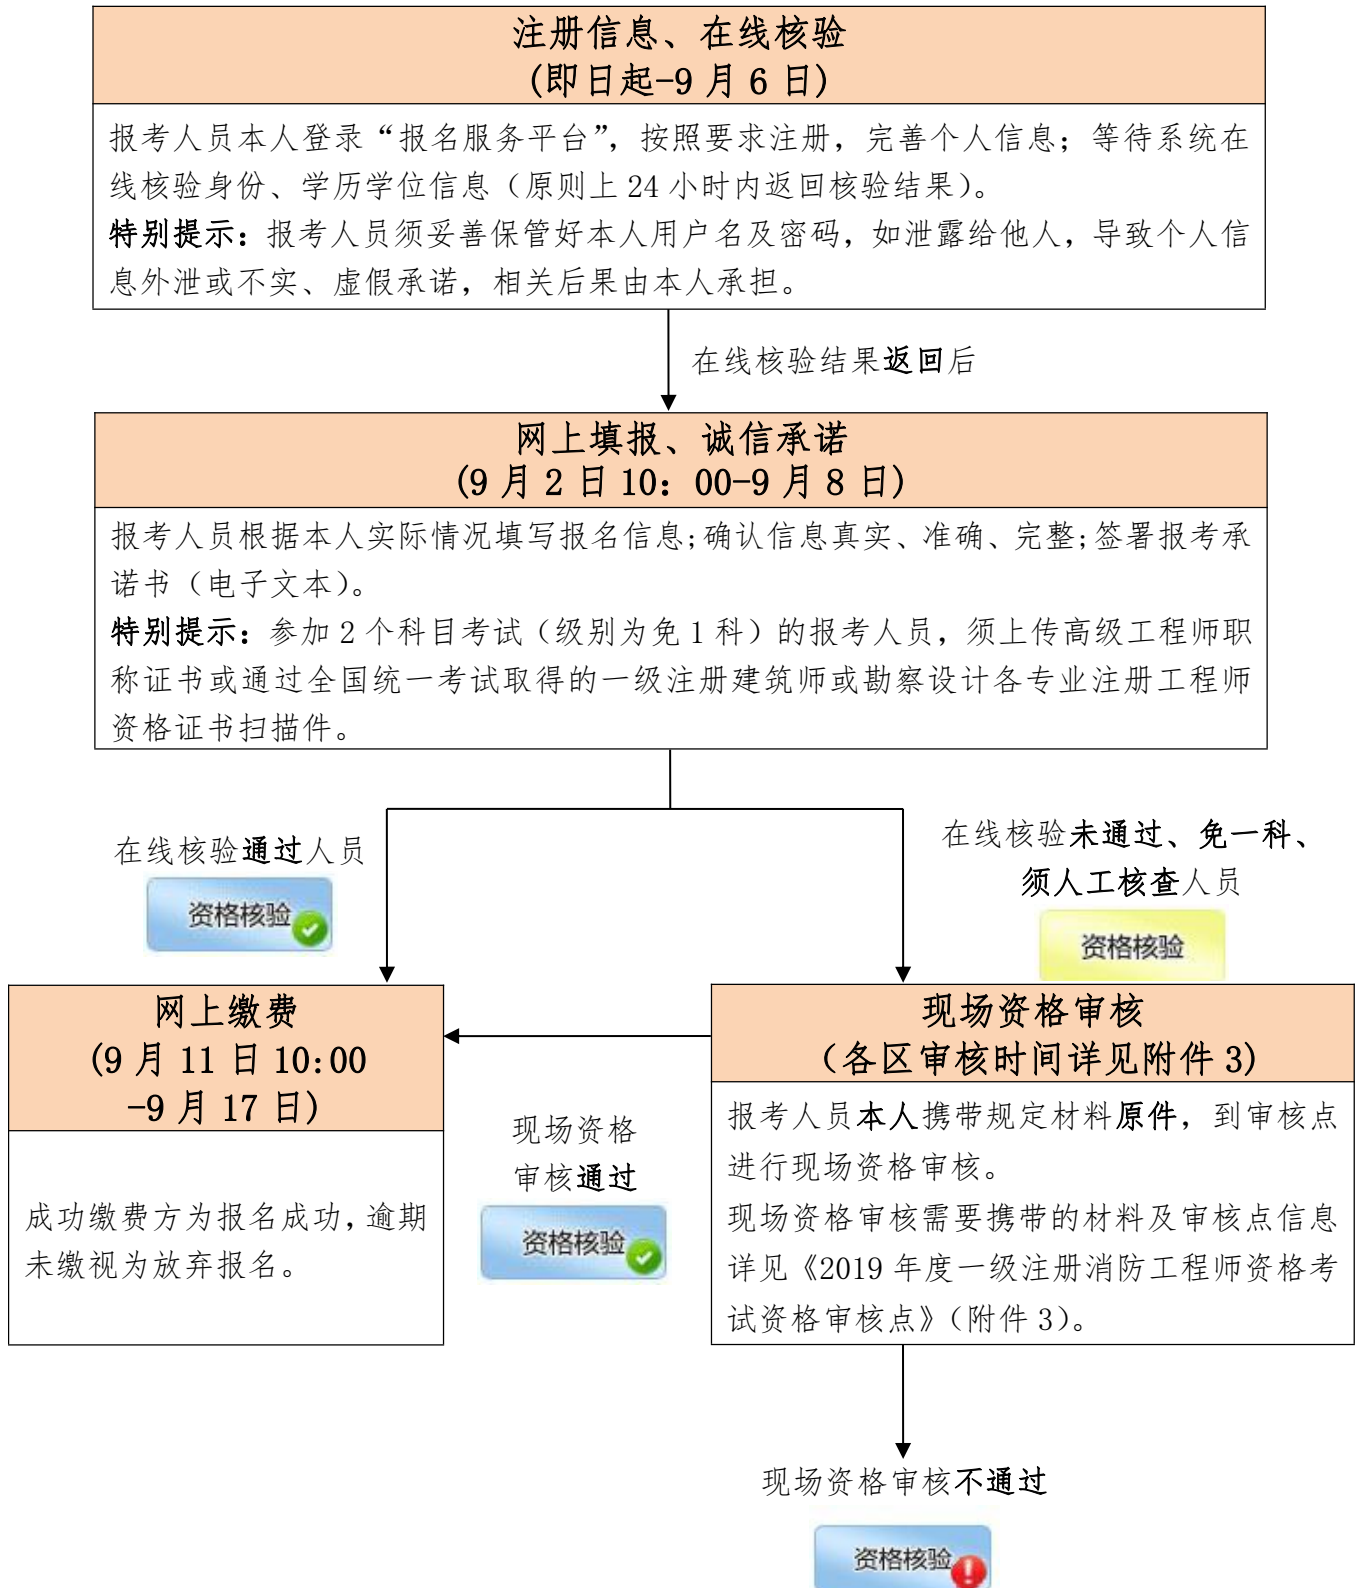 注册信息、在线核验
(即日起-9 月 6 日)
报考人员本人登录“报名服务平台”，按照要求注册，完善个人信息；等待系统在
线核验身份、学历学位信息（原则上 24 小时内返回核验结果）。
特别提示：报考人员须妥善保管好本人用户名及密码，如泄露给他人，导致个人信
息外泄或不实、虚假承诺，相关后果由本人承担。
在线核验结果返回后
网上填报、诚信承诺
(9 月 2 日 10：00-9 月 8 日)
报考人员根据本人实际情况填写报名信息;确认信息真实、准确、完整;签署报考承
诺书（电子文本）。
特别提示：参加 2 个科目考试（级别为免 1 科）的报考人员，须上传高级工程师职
称证书或通过全国统一考试取得的一级注册建筑师或勘察设计各专业注册工程师
资格证书扫描件。
在线核验通过人员
资格核验
在线核验未通过、免一科、
须人工核查人员
资格核验
网上缴费
(9 月 11 日 10:00
-9 月 17 日)
成功缴费方为报名成功，逾期
未缴视为放弃报名。
现场资格
审核通过
资格核验
现场资格审核
（各区审核时间详见附件 3)
报考人员本人携带规定材料原件，到审核点
进行现场资格审核。
现场资格审核需要携带的材料及审核点信息
详见《2019 年度一级注册消防工程师资格考
试资格审核点》（附件 3）。
现场资格审核不通过
资格核验